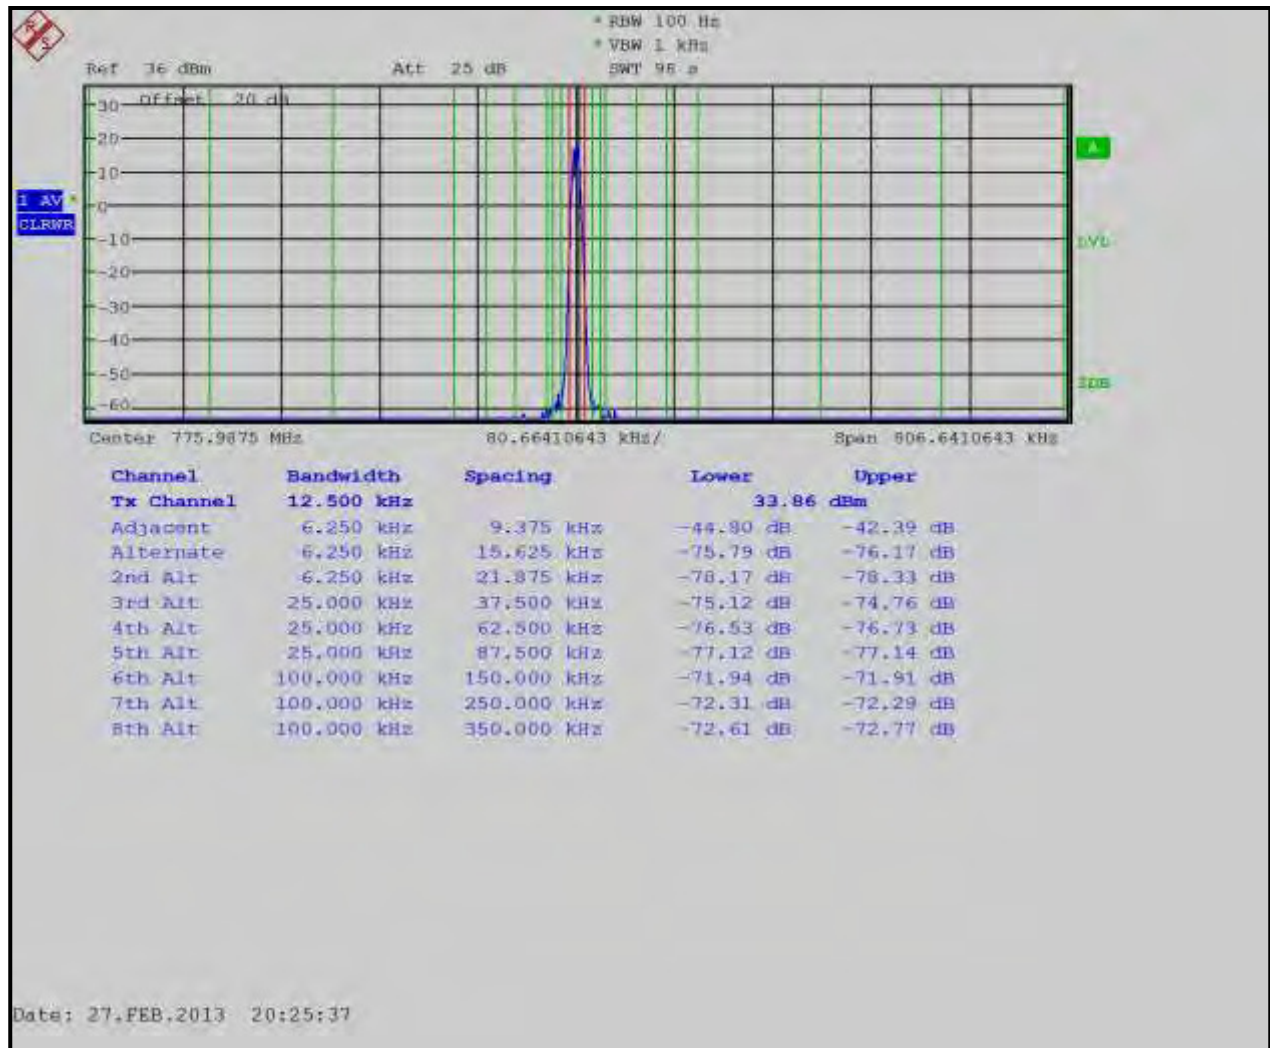 R S
* RBW 100 Hz
* VBW 1 kHz
Ref 36 dBm Att 25 dB SWT 98 s
Offset 20 dB
30
20
10
0
-10
-20
-30
-40
-50
-60
1 AV *
CLRWR
A
LVL
3DB
Center 775.9875 MHz 80.66410643 kHz/ Span 806.6410643 kHz
Channel Bandwidth Spacing Lower Upper
Tx Channel 12.500 kHz 33.86 dBm
Adjacent 6.250 kHz 9.375 kHz -44.80 dB -42.39 dB
Alternate 6.250 kHz 15.625 kHz -75.79 dB -76.17 dB
2nd Alt 6.250 kHz 21.875 kHz -78.17 dB -78.33 dB
3rd Alt 25.000 kHz 37.500 kHz -75.12 dB -74.76 dB
4th Alt 25.000 kHz 62.500 kHz -76.53 dB -76.73 dB
5th Alt 25.000 kHz 87.500 kHz -77.12 dB -77.14 dB
6th Alt 100.000 kHz 150.000 kHz -71.94 dB -71.91 dB
7th Alt 100.000 kHz 250.000 kHz -72.31 dB -72.29 dB
8th Alt 100.000 kHz 350.000 kHz -72.61 dB -72.77 dB
Date: 27.FEB.2013 20:25:37